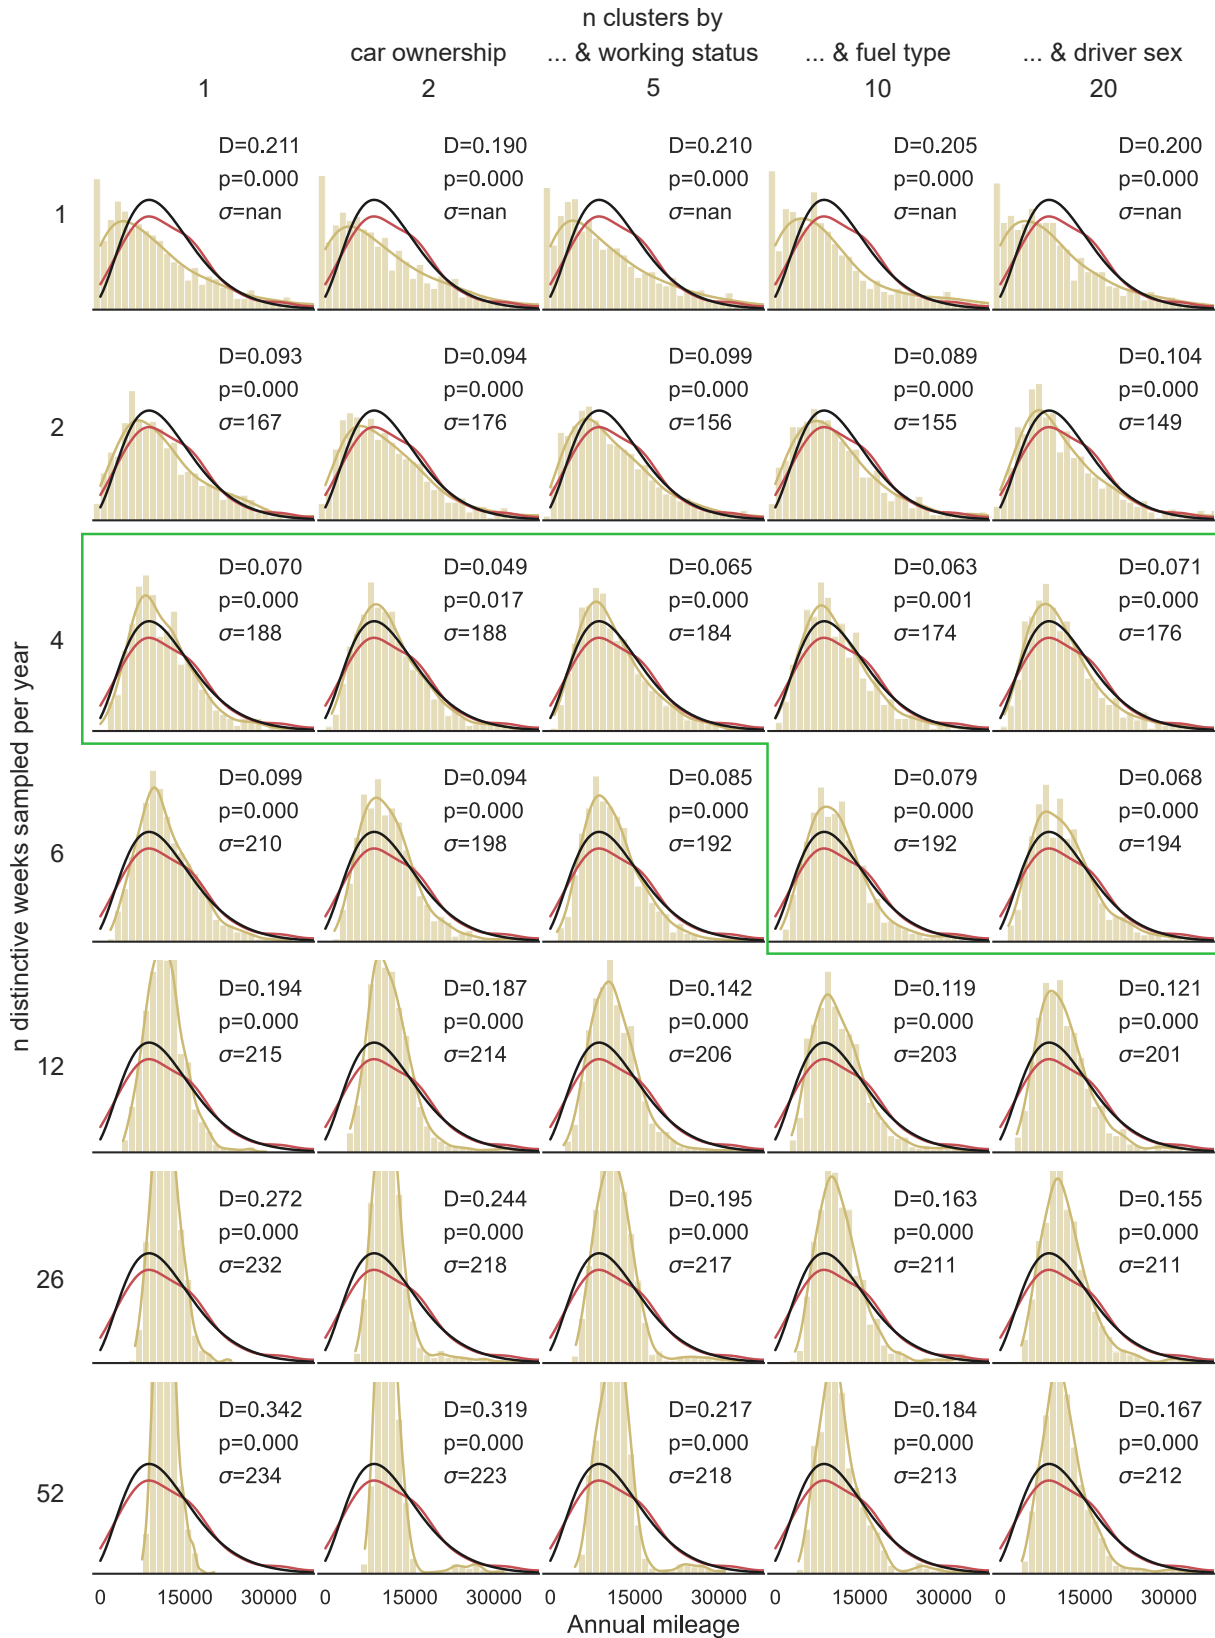 n clusters by
car ownership ... & working status ... & fuel type ... & driver sex
1 2 5 10 20
n distinctive weeks sampled per year
1
D=0.211 D=0.190 D=0.210 D=0.205 D=0.200
p=0.000 p=0.000 p=0.000 p=0.000 p=0.000
σ=nan σ=nan σ=nan σ=nan σ=nan
2
D=0.093 D=0.094 D=0.099 D=0.089 D=0.104
p=0.000 p=0.000 p=0.000 p=0.000 p=0.000
σ=167 σ=176 σ=156 σ=155 σ=149
4
D=0.070 D=0.049 D=0.065 D=0.063 D=0.071
p=0.000 p=0.017 p=0.000 p=0.001 p=0.000
σ=188 σ=188 σ=184 σ=174 σ=176
6
D=0.099 D=0.094 D=0.085 D=0.079 D=0.068
p=0.000 p=0.000 p=0.000 p=0.000 p=0.000
σ=210 σ=198 σ=192 σ=192 σ=194
12
D=0.194 D=0.187 D=0.142 D=0.119 D=0.121
p=0.000 p=0.000 p=0.000 p=0.000 p=0.000
σ=215 σ=214 σ=206 σ=203 σ=201
26
D=0.272 D=0.244 D=0.195 D=0.163 D=0.155
p=0.000 p=0.000 p=0.000 p=0.000 p=0.000
σ=232 σ=218 σ=217 σ=211 σ=211
52
D=0.342 D=0.319 D=0.217 D=0.184 D=0.167
p=0.000 p=0.000 p=0.000 p=0.000 p=0.000
σ=234 σ=223 σ=218 σ=213 σ=212
0 15000 30000 0 15000 30000 0 15000 30000 0 15000 30000 0 15000 30000
Annual mileage